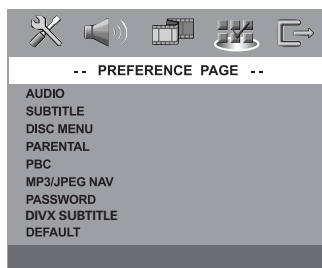 -- PREFERENCE PAGE --
AUDIO
SUBTITLE
DISC MENU
PARENTAL
PBC
MP3/JPEG NAV
PASSWORD
DIVX SUBTITLE
DEFAULT